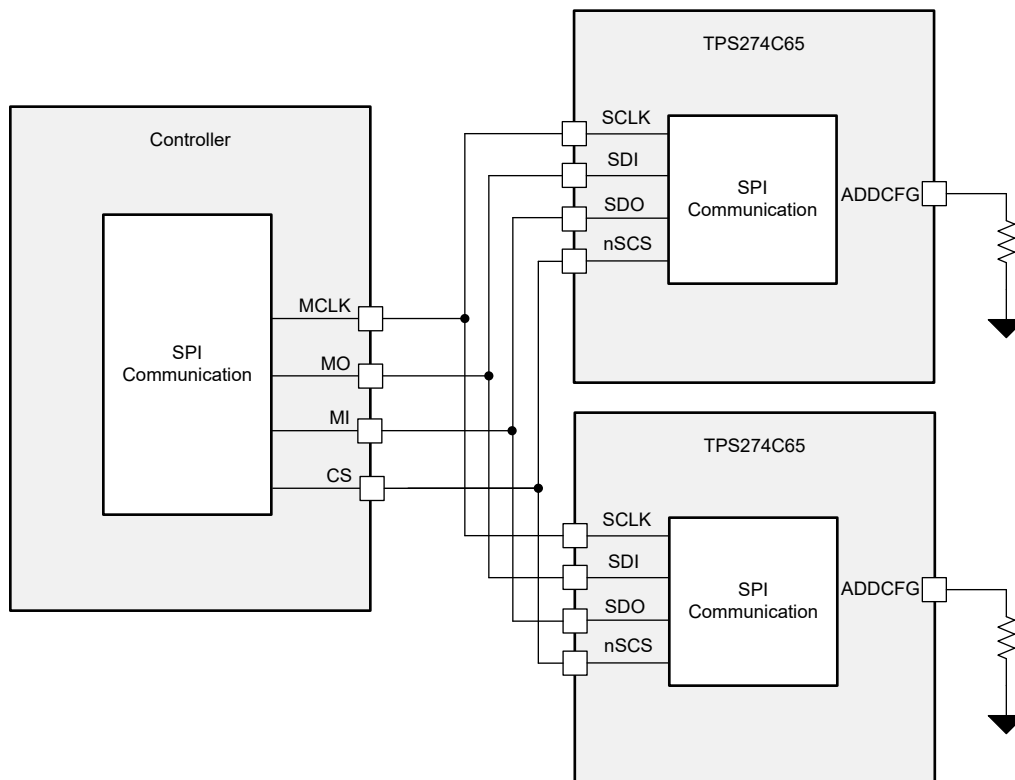 Controller
SPI
Communication
MCLK
MO
MI
CS
TPS274C65
SCLK
SDI
SDO
nSCS
SPI
Communication
ADDCFG
TPS274C65
SCLK
SDI
SDO
nSCS
SPI
Communication
ADDCFG